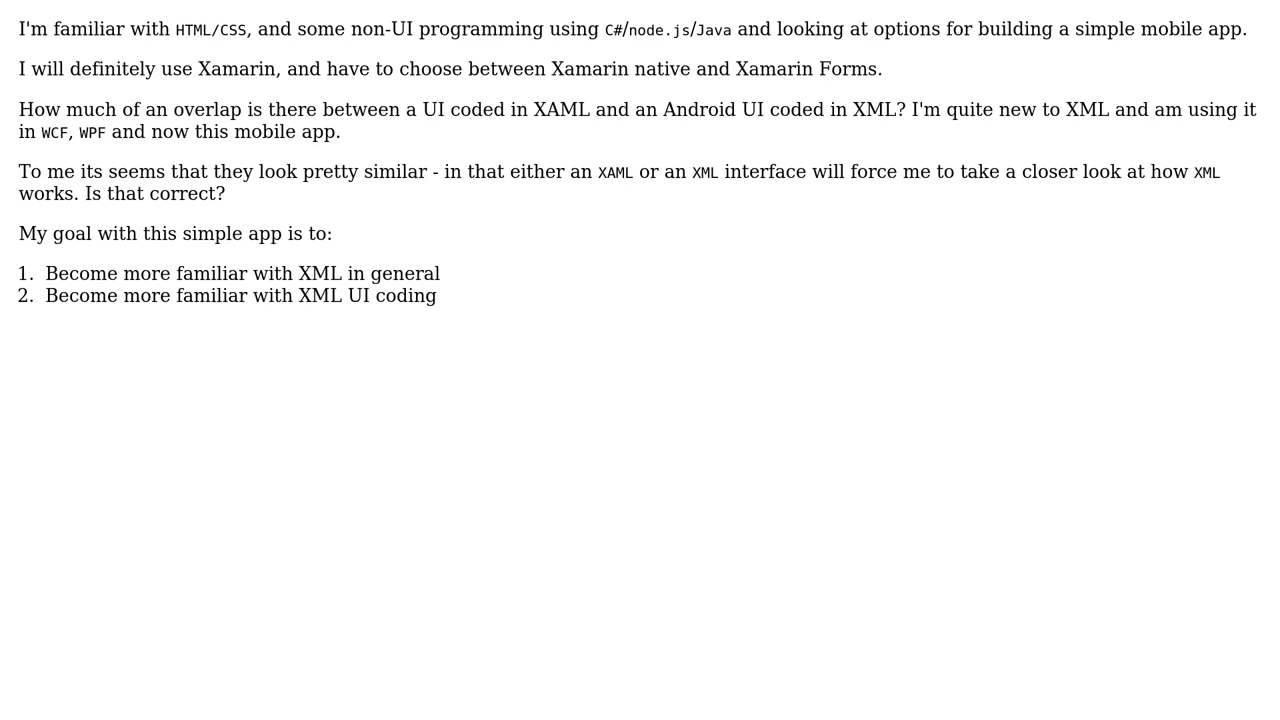 I'm familiar with HTML/CSS, and some non-UI programming using C#/node.js/Java and looking at options for building a simple mobile app.
I will definitely use Xamarin, and have to choose between Xamarin native and Xamarin Forms.
How much of an overlap is there between a UI coded in XAML and an Android UI coded in XML? I'm quite new to XML and am using it
in WCF, WPF and now this mobile app.
To me its seems that they look pretty similar - in that either an XAML or an XML interface will force me to take a closer look at how XML
works. Is that correct?
My goal with this simple app is to:
1. Become more familiar with XML in general
2. Become more familiar with XML UI coding